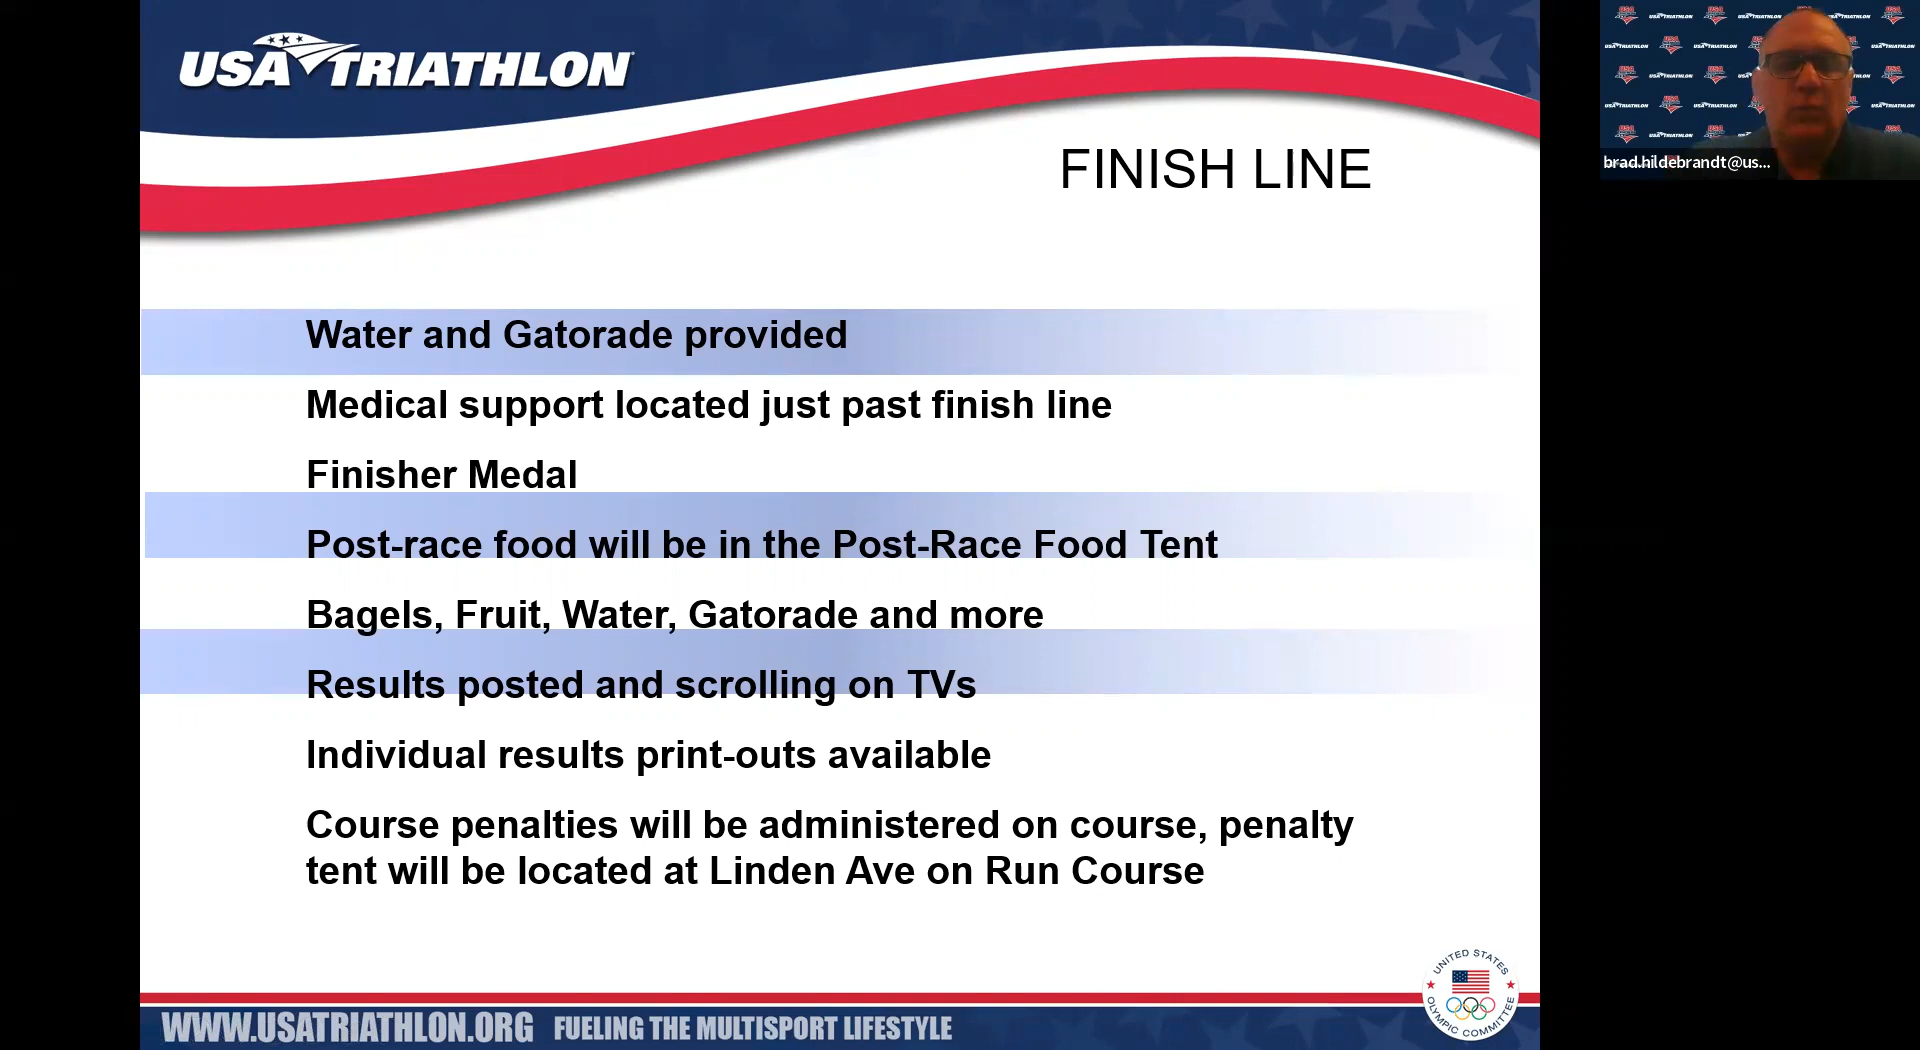 USA TRIATHLON
FINISH LINE
Water and Gatorade provided
Medical support located just past finish line
Finisher Medal
Post-race food will be in the Post-Race Food Tent
Bagels, Fruit, Water, Gatorade and more
Results posted and scrolling on TVs
Individual results print-outs available
Course penalties will be administered on course, penalty
tent will be located at Linden Ave on Run Course
WWW.USATRIATHLON.ORG FUELING THE MULTISPORT LIFESTYLE
UNITED STATES
OLYMPIC COMMITTEE
brad.hildebrandt@us...